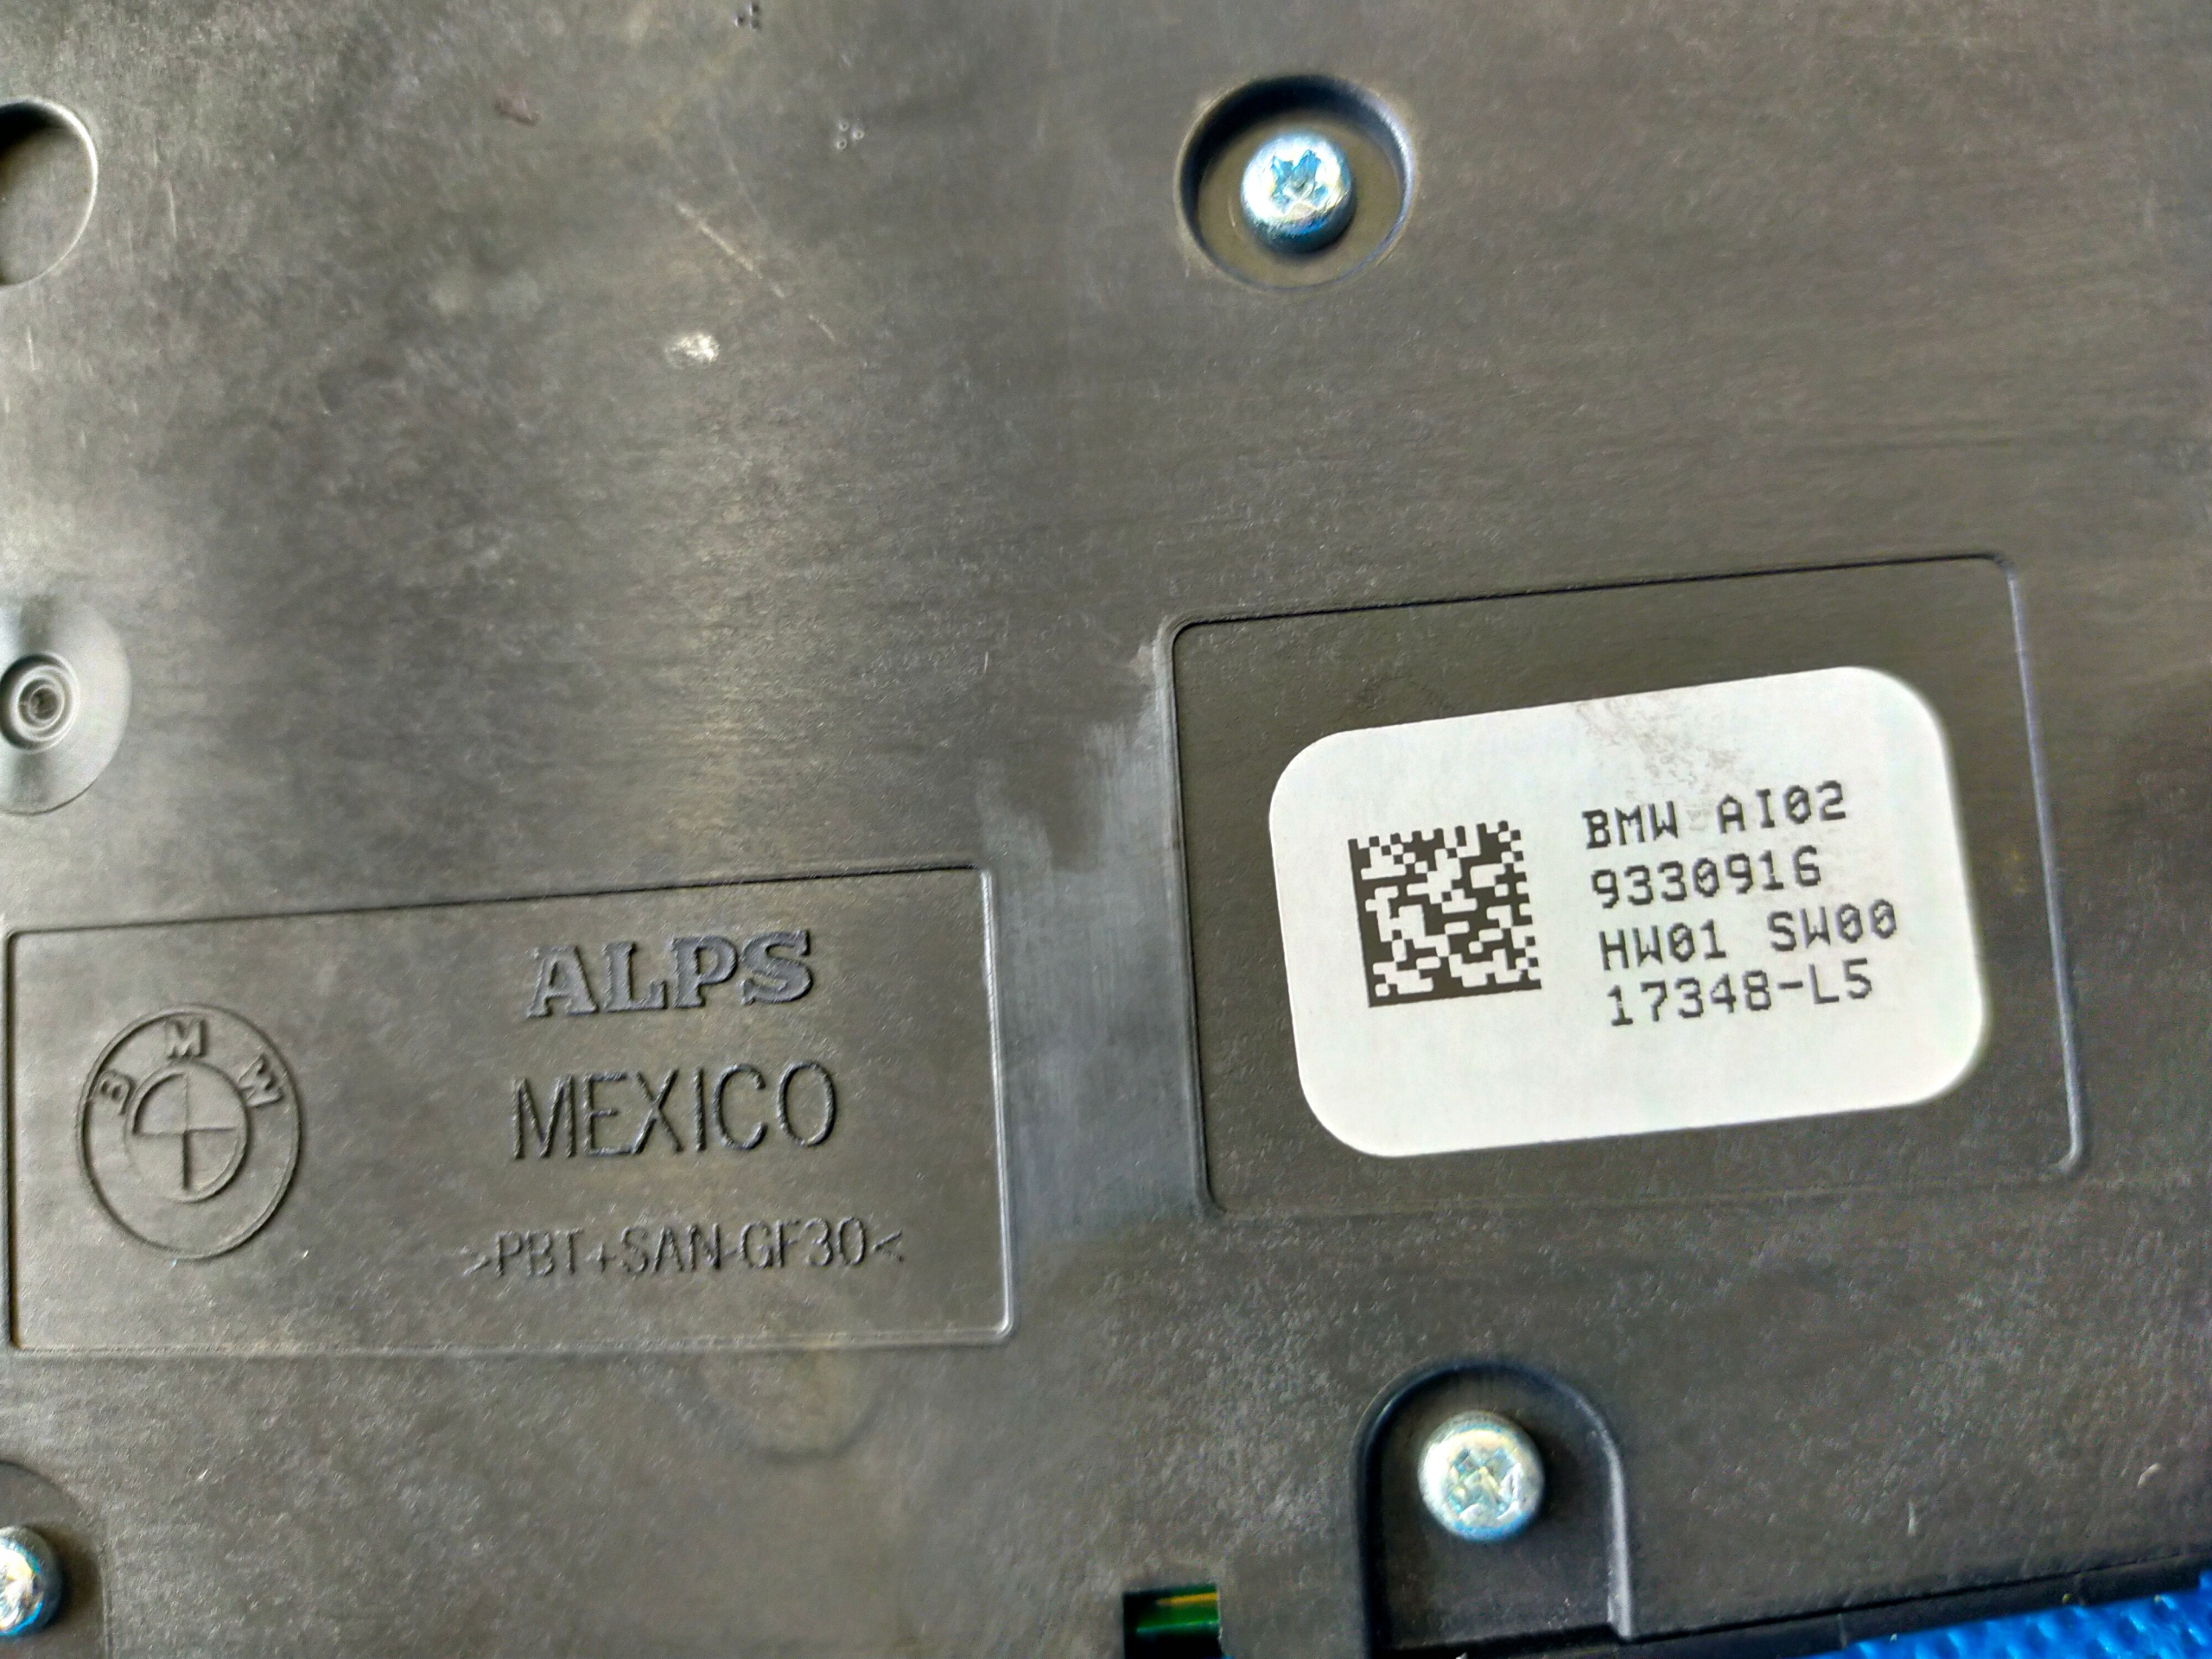 BMW AI02
9330916
HW01 SW00
17348-L5
ALPS
MEXICO
>PBT+SAN-GF30<
BMW